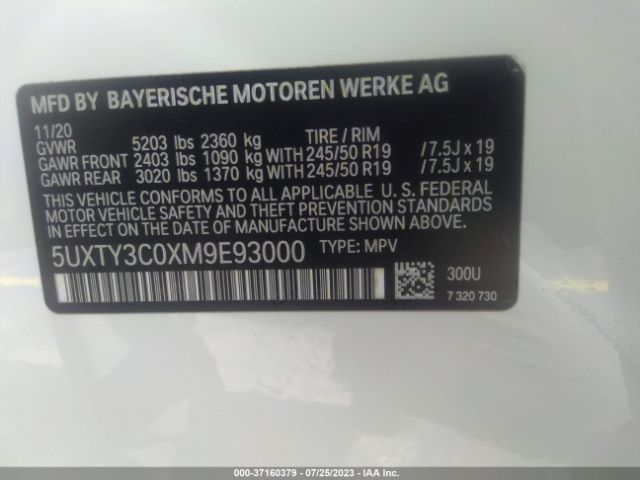 MFD BY BAYERISCHE MOTOREN WERKE AG
11/20
GVWR 5203 lbs 2360 kg TIRE / RIM
GAWR FRONT 2403 lbs 1090 kg WITH 245/50 R19 /7.5J x 19
GAWR REAR 3020 lbs 1370 kg WITH 245/50 R19 /7.5J x 19
THIS VEHICLE CONFORMS TO ALL APPLICABLE U. S. FEDERAL
MOTOR VEHICLE SAFETY AND THEFT PREVENTION STANDARDS
IN EFFECT ON THE DATE OF MANUFACTURE SHOWN ABOVE.
5UXTY3C0XM9E93000 TYPE: MPV
300U
7 320 730
000-37160379 - 07/25/2023 - IAAI.com